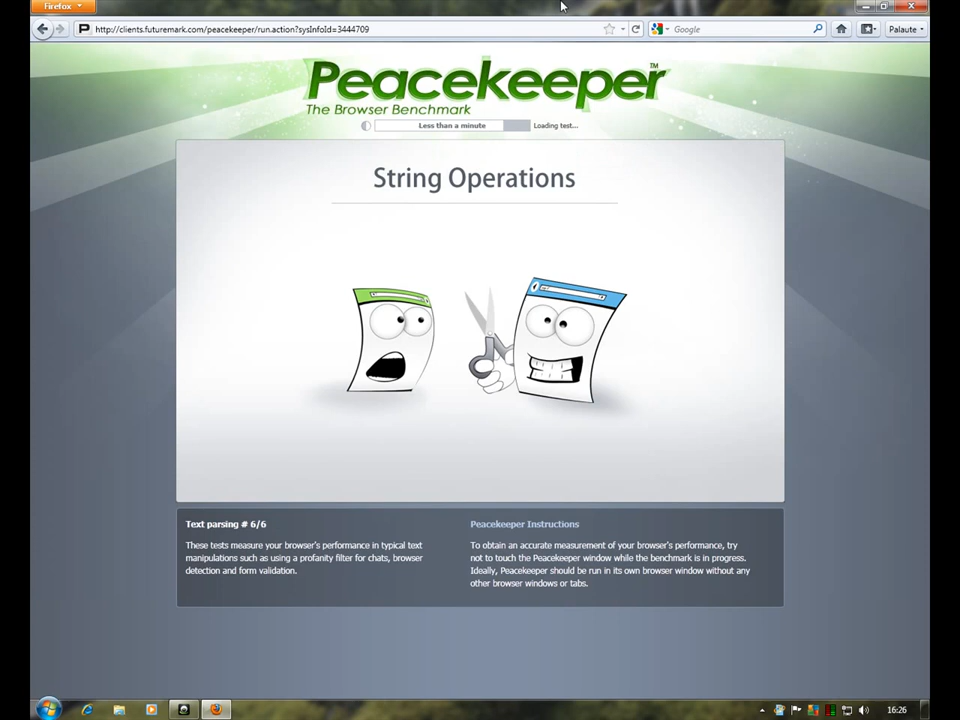 Firefox
http://clients.futuremark.com/peacekeeper/run.action?sysInfoId=3444709
Google
Palaute
Peacekeeper™
The Browser Benchmark
Less than a minute
Loading test...
String Operations
Text parsing # 6/6
These tests measure your browser's performance in typical text
manipulations such as using a profanity filter for chats, browser
detection and form validation.
Peacekeeper Instructions
To obtain an accurate measurement of your browser's performance, try
not to touch the Peacekeeper window while the benchmark is in progress.
Ideally, Peacekeeper should be run in its own browser window without any
other browser windows or tabs.
16:26